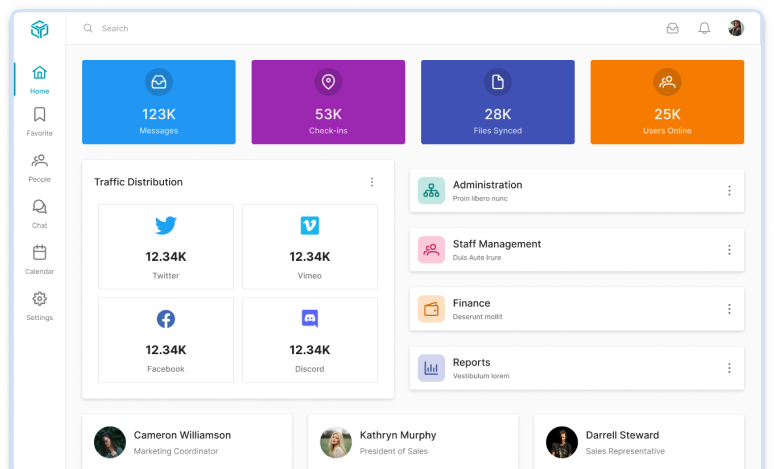 Search
Home
Favorite
People
Chat
Calendar
Settings
123K
Messages
53K
Check-ins
28K
Files Synced
25K
Users Online
Traffic Distribution
12.34K
Twitter
12.34K
Vimeo
12.34K
Facebook
12.34K
Discord
Administration
Proin libero nunc
Staff Management
Duis Aute Irure
Finance
Deserunt mollit
Reports
Vestibulum lorem
Cameron Williamson
Marketing Coordinator
Kathryn Murphy
President of Sales
Darrell Steward
Sales Representative